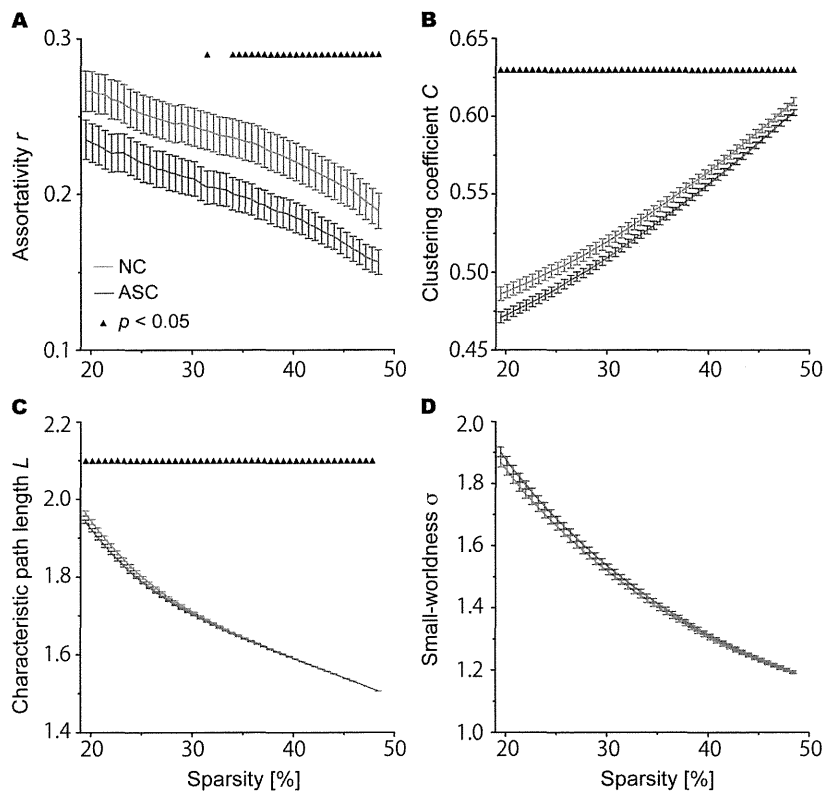 A
Assortativity r
0.3
0.2
0.1
20
30
40
50
NC
ASC
▲ p < 0.05
B
Clustering coefficient C
0.65
0.60
0.55
0.50
0.45
20
30
40
50
C
Characteristic path length L
2.2
2.0
1.8
1.6
1.4
20
30
40
50
Sparsity [%]
D
Small-worldness σ
2.0
1.8
1.6
1.4
1.2
1.0
20
30
40
50
Sparsity [%]